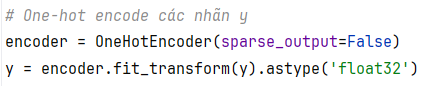 # One-hot encode các nhãn y
encoder = OneHotEncoder(sparse_output=False)
y = encoder.fit_transform(y).astype('float32')